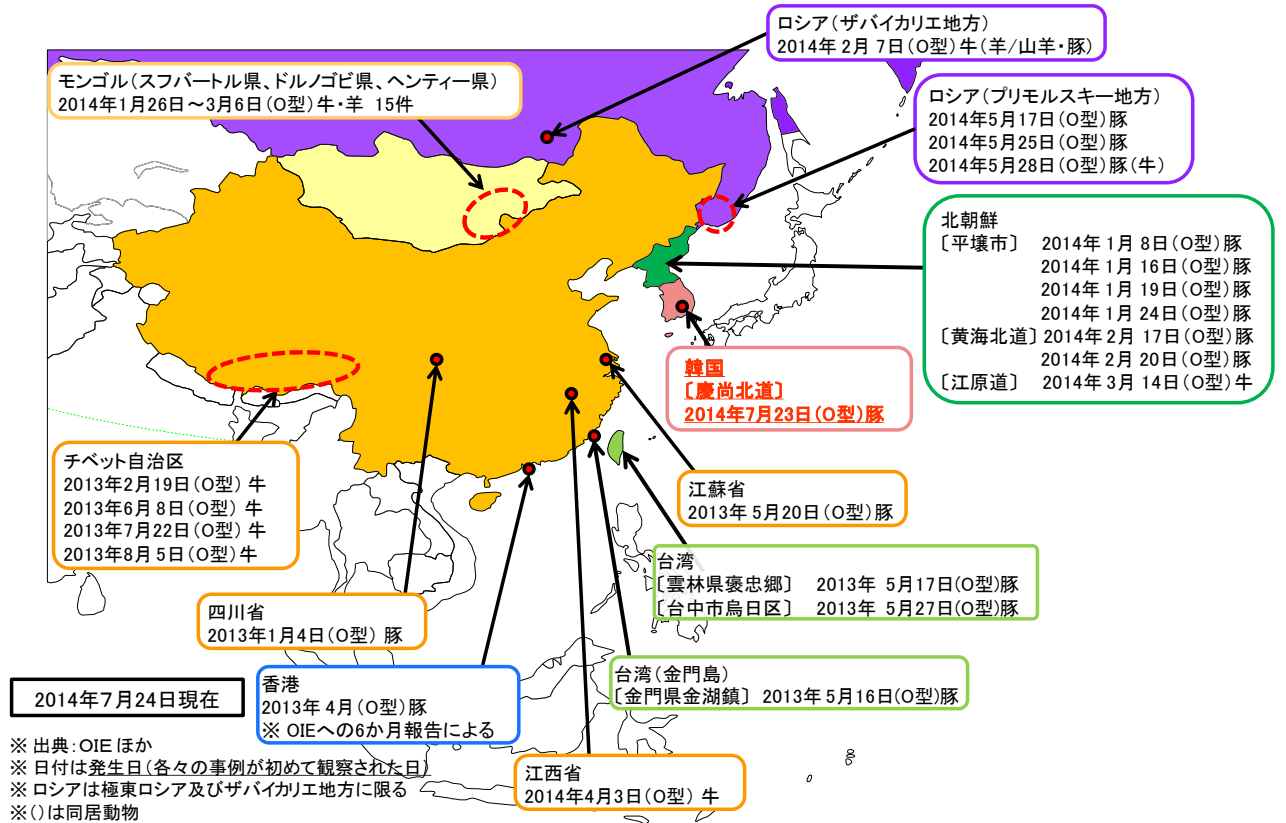 ロシア(ザバイカリエ地方)
2014年 2月 7日(O型)牛(羊/山羊・豚)
モンゴル(スフバートル県、ドルノゴビ県、ヘンティー県)
2014年1月26日～3月6日(O型)牛・羊 15件
ロシア(プリモルスキー地方)
2014年5月17日(O型)豚
2014年5月25日(O型)豚
2014年5月28日(O型)豚(牛)
北朝鮮
〔平壌市〕 2014年 1月 8日(O型)豚
2014年 1月 16日(O型)豚
2014年 1月 19日(O型)豚
2014年 1月 24日(O型)豚
〔黄海北道〕 2014年 2月 17日(O型)豚
2014年 2月 20日(O型)豚
〔江原道〕 2014年 3月 14日(O型)牛
韓国
〔慶尚北道〕
2014年7月23日(O型)豚
チベット自治区
2013年2月19日(O型) 牛
2013年6月 8日(O型) 牛
2013年7月22日(O型) 牛
2013年8月 5日(O型) 牛
江蘇省
2013年 5月20日(O型)豚
台湾
〔雲林県褒忠郷〕 2013年 5月17日(O型)豚
〔台中市烏日区〕 2013年 5月27日(O型)豚
四川省
2013年1月4日(O型) 豚
台湾(金門島)
〔金門県金湖鎮〕 2013年 5月16日(O型)豚
香港
2013年 4月(O型)豚
※ OIEへの6か月報告による
江西省
2014年4月3日(O型) 牛
2014年7月24日現在
※ 出典:OIE ほか
※ 日付は発生日(各々の事例が初めて観察された日)
※ ロシアは極東ロシア及びザバイカリエ地方に限る
※()は同居動物